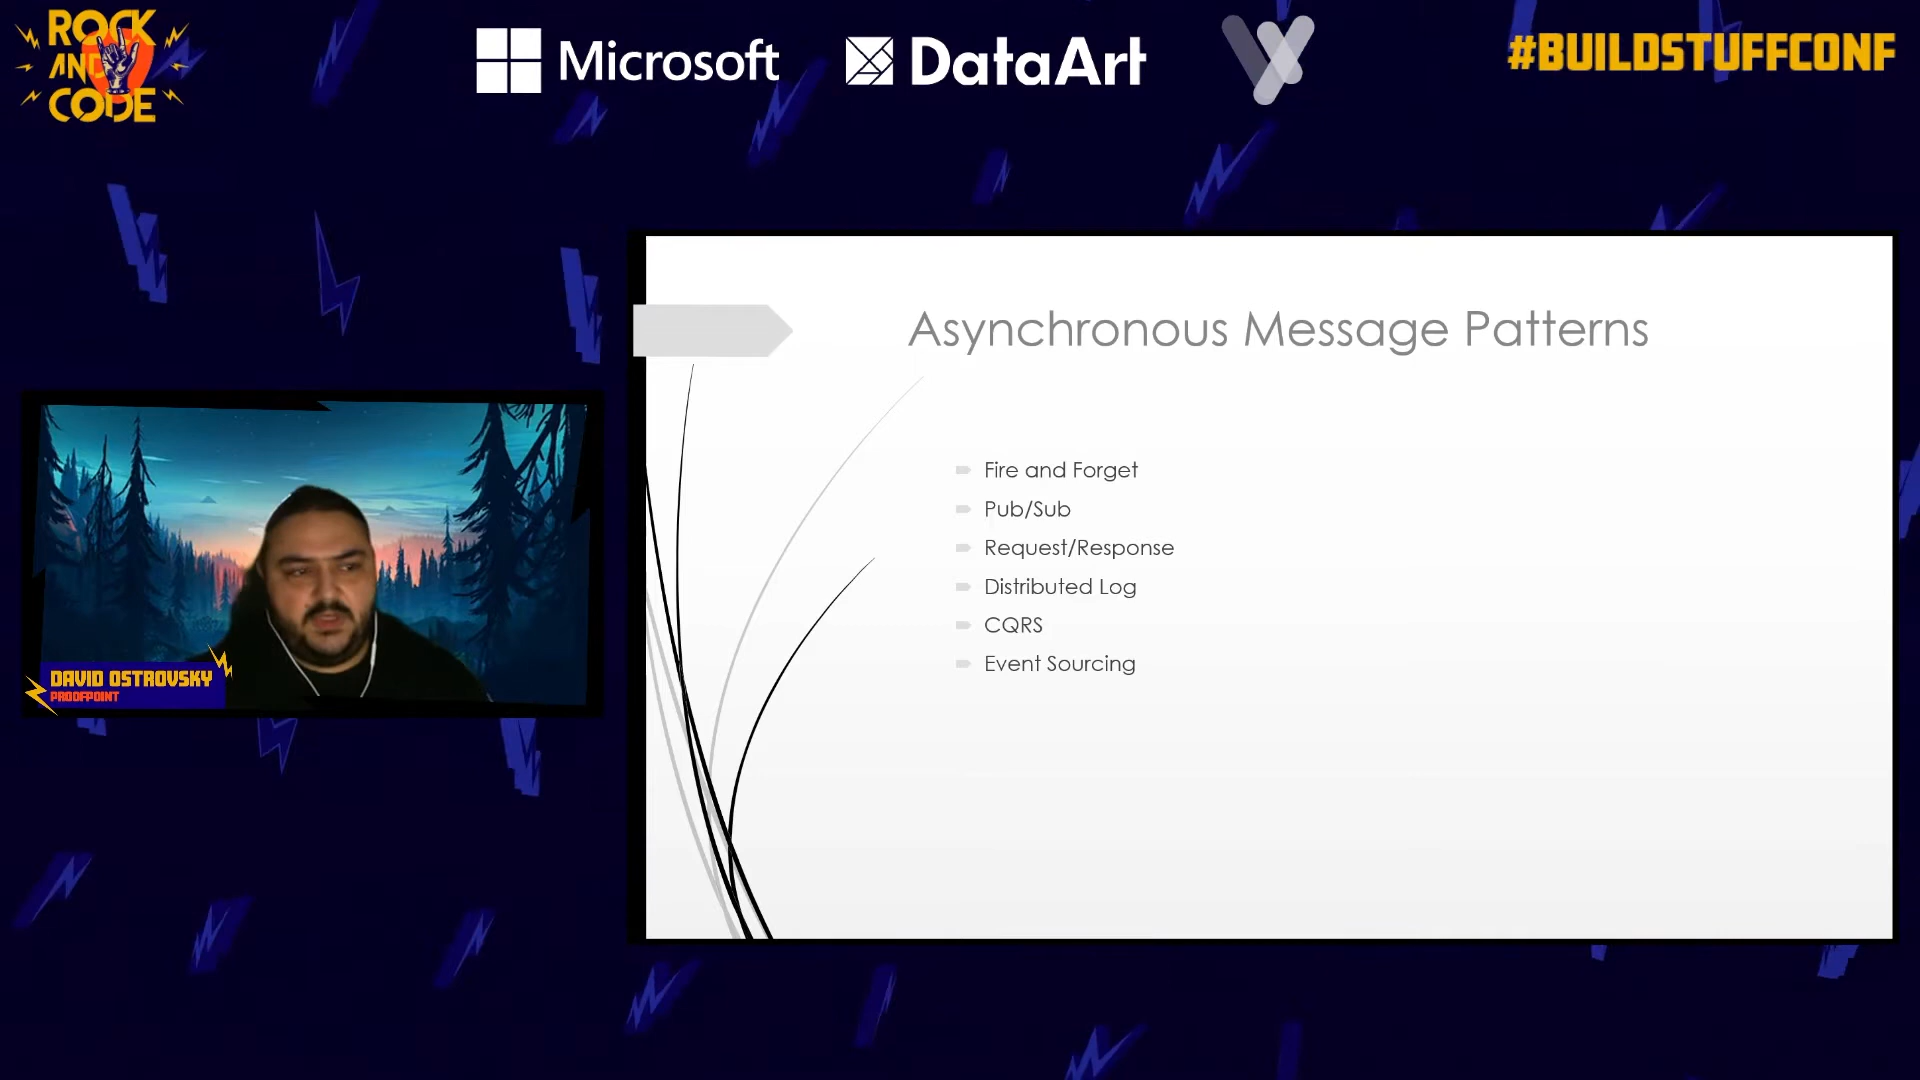 ROCK
AND
CODE
Microsoft
DataArt
#BUILDSTUFFCONF
Asynchronous Message Patterns
Fire and Forget
Pub/Sub
Request/Response
Distributed Log
CQRS
Event Sourcing
DAVID OSTROVSKY
PROOFPOINT